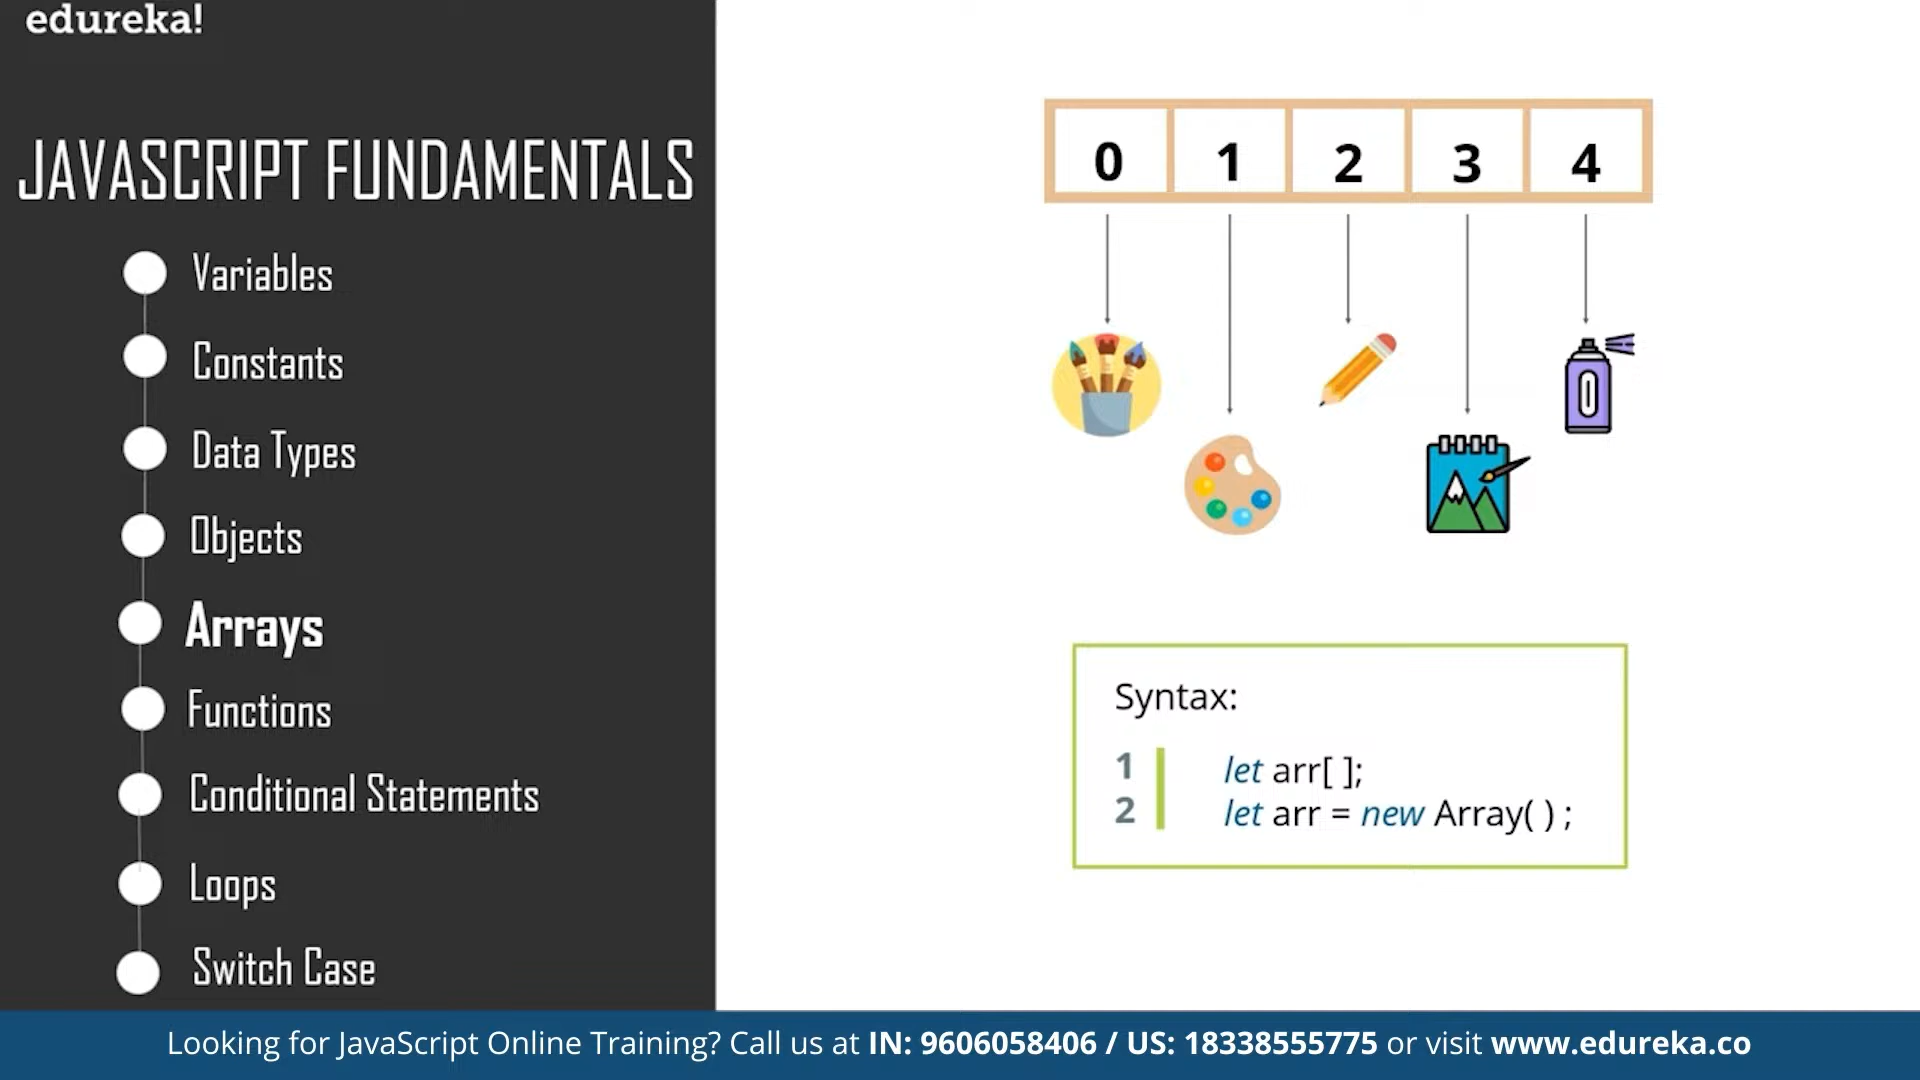 edureka!
JAVASCRIPT FUNDAMENTALS
Variables
Constants
Data Types
Objects
Arrays
Functions
Conditional Statements
Loops
Switch Case
0 1 2 3 4
Syntax:
1 let arr[ ];
2 let arr = new Array( ) ;
Looking for JavaScript Online Training? Call us at IN: 9606058406 / US: 18338555775 or visit www.edureka.co